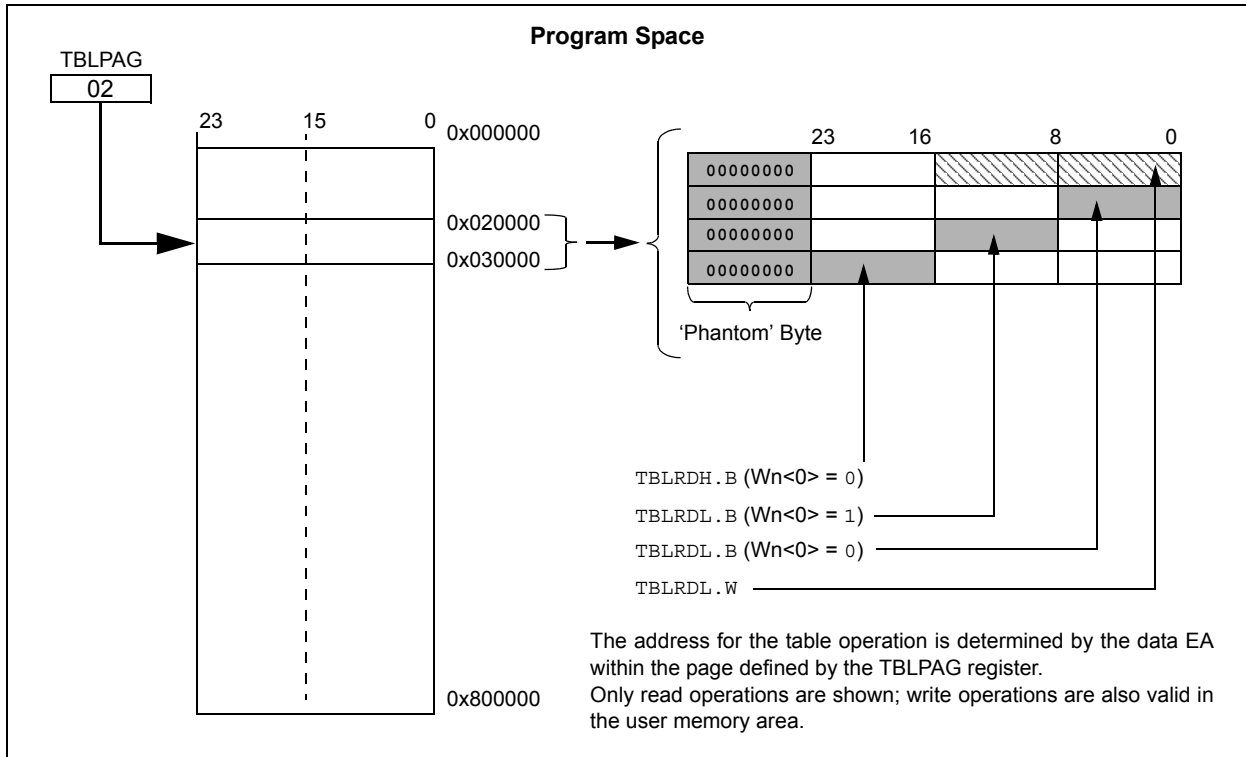 Program Space
TBLPAG
02
23 15 0
0x000000
0x020000
0x030000
0x800000
23 16 8 0
00000000
00000000
00000000
00000000
‘Phantom’ Byte
TBLRDH.B (Wn<0> = 0)
TBLRDL.B (Wn<0> = 1)
TBLRDL.B (Wn<0> = 0)
TBLRDL.W
The address for the table operation is determined by the data EA
within the page defined by the TBLPAG register.
Only read operations are shown; write operations are also valid in
the user memory area.